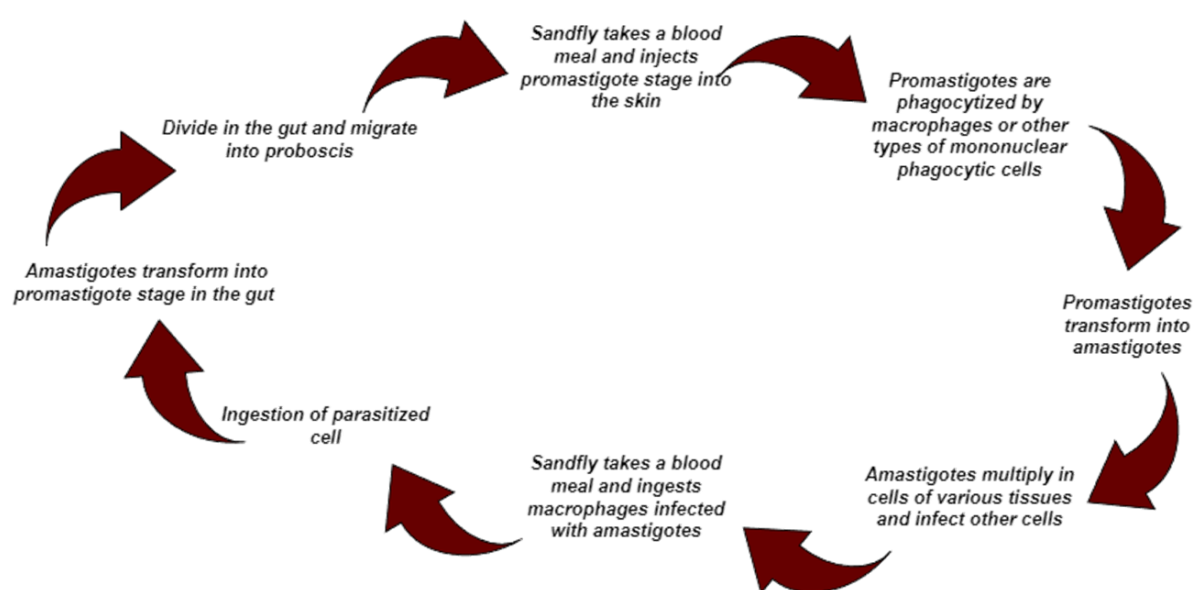 Sandfly takes a blood
meal and injects
promastigote stage into
the skin
Promastigotes are
phagocytized by
macrophages or other
types of mononuclear
phagocytic cells
Promastigotes
transform into
amastigotes
Amastigotes multiply in
cells of various tissues
and infect other cells
Sandfly takes a blood
meal and ingests
macrophages infected
with amastigotes
Ingestion of parasitized
cell
Amastigotes transform into
promastigote stage in the gut
Divide in the gut and migrate
into proboscis